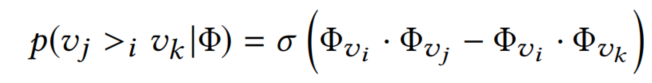 p(v_j >_i v_k|Φ) = σ (Φ_{v_i} · Φ_{v_j} − Φ_{v_i} · Φ_{v_k})